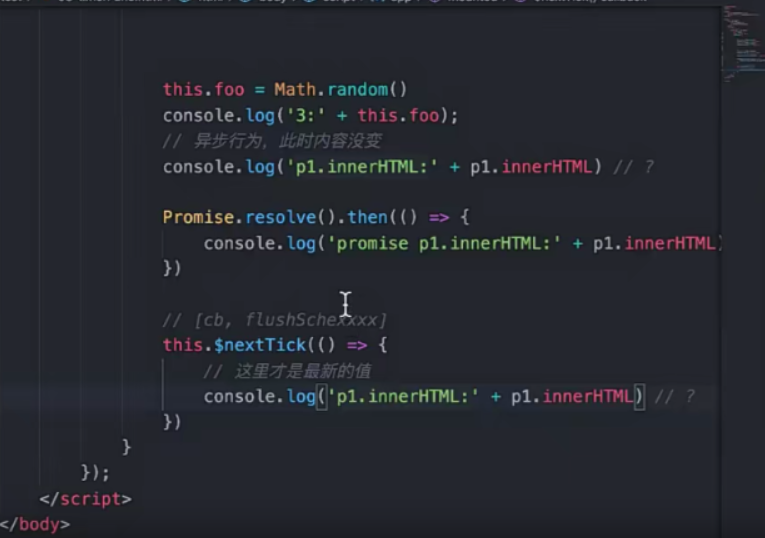 this.foo = Math.random()
console.log('3:' + this.foo);
// 异步行为，此时内容没变
console.log('p1.innerHTML:' + p1.innerHTML) // ?
Promise.resolve().then(() => {
console.log('promise p1.innerHTML:' + p1.innerHTML)
})
// [cb, flushSchexxxx]
this.$nextTick(() => {
// 这里才是最新的值
console.log('p1.innerHTML:' + p1.innerHTML) // ?
})
}
});
</script>
</body>